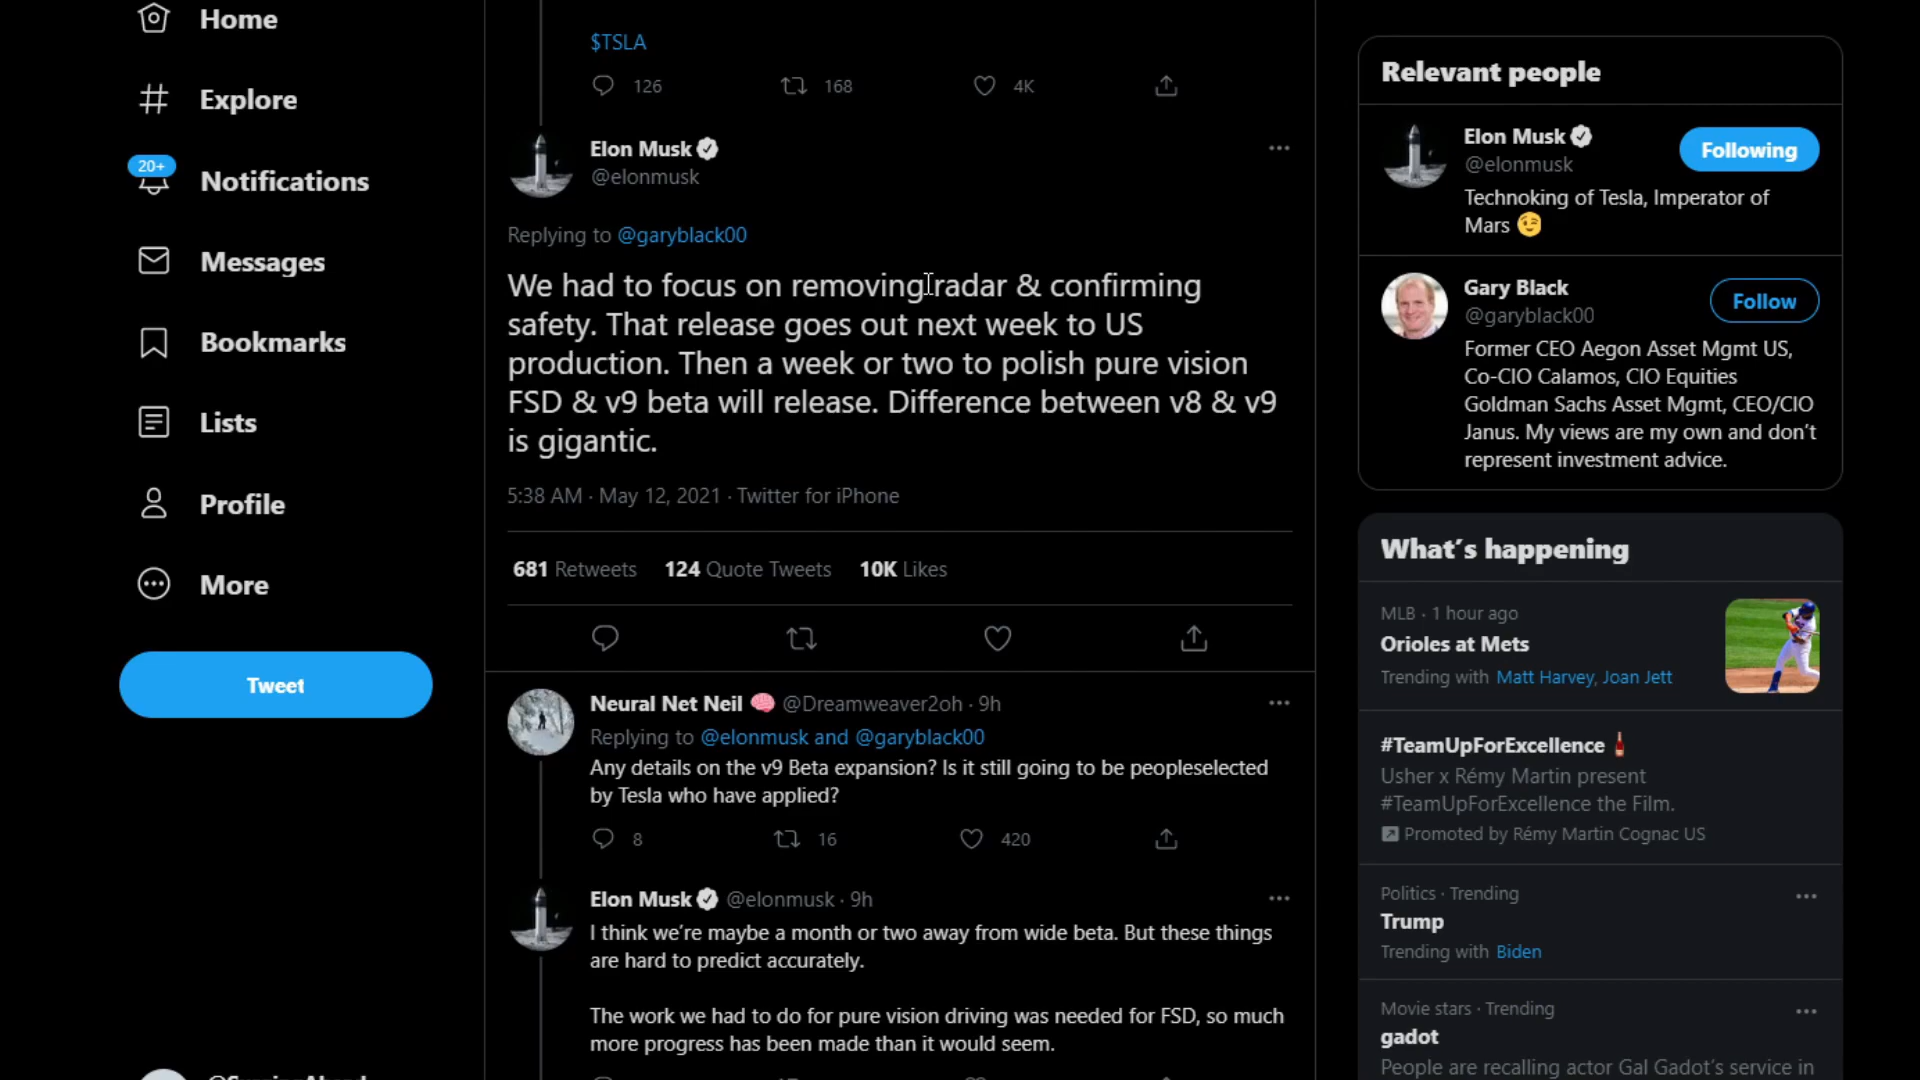 Home
Explore
20+
Notifications
Messages
Bookmarks
Lists
Profile
More
Tweet
$TSLA
126 168 4K
Elon Musk
@elonmusk
Replying to @garyblack00
We had to focus on removing radar & confirming
safety. That release goes out next week to US
production. Then a week or two to polish pure vision
FSD & v9 beta will release. Difference between v8 & v9
is gigantic.
5:38 AM · May 12, 2021 · Twitter for iPhone
681 Retweets 124 Quote Tweets 10K Likes
Neural Net Neil @Dreamweaver2oh · 9h
Replying to @elonmusk and @garyblack00
Any details on the v9 Beta expansion? Is it still going to be peopleselected
by Tesla who have applied?
8 16 420
Elon Musk @elonmusk · 9h
I think we're maybe a month or two away from wide beta. But these things
are hard to predict accurately.
The work we had to do for pure vision driving was needed for FSD, so much
more progress has been made than it would seem.
Relevant people
Elon Musk
@elonmusk
Following
Technoking of Tesla, Imperator of
Mars 😉
Gary Black
@garyblack00
Follow
Former CEO Aegon Asset Mgmt US,
Co-CIO Calamos, CIO Equities
Goldman Sachs Asset Mgmt, CEO/CIO
Janus. My views are my own and don't
represent investment advice.
What's happening
MLB · 1 hour ago
Orioles at Mets
Trending with Matt Harvey, Joan Jett
#TeamUpForExcellence
Usher x Rémy Martin present
#TeamUpForExcellence the Film.
Promoted by Rémy Martin Cognac US
Politics · Trending
Trump
Trending with Biden
Movie stars · Trending
gadot
People are recalling actor Gal Gadot's service in